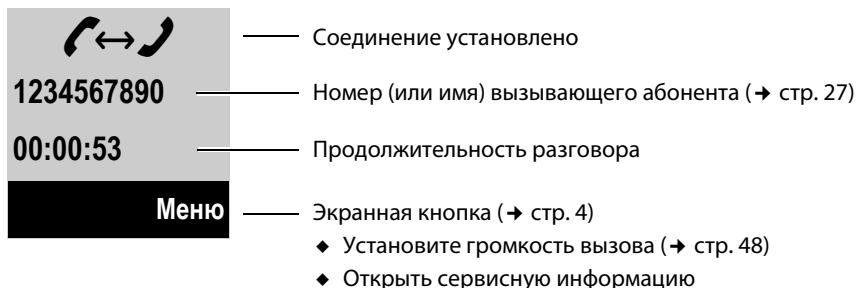 Соединение установлено
1234567890 Номер (или имя) вызывающего абонента (➔ стр. 27)
00:00:53 Продолжительность разговора
Меню Экранная кнопка (➔ стр. 4)
◆ Установите громкость вызова (➔ стр. 48)
◆ Открыть сервисную информацию